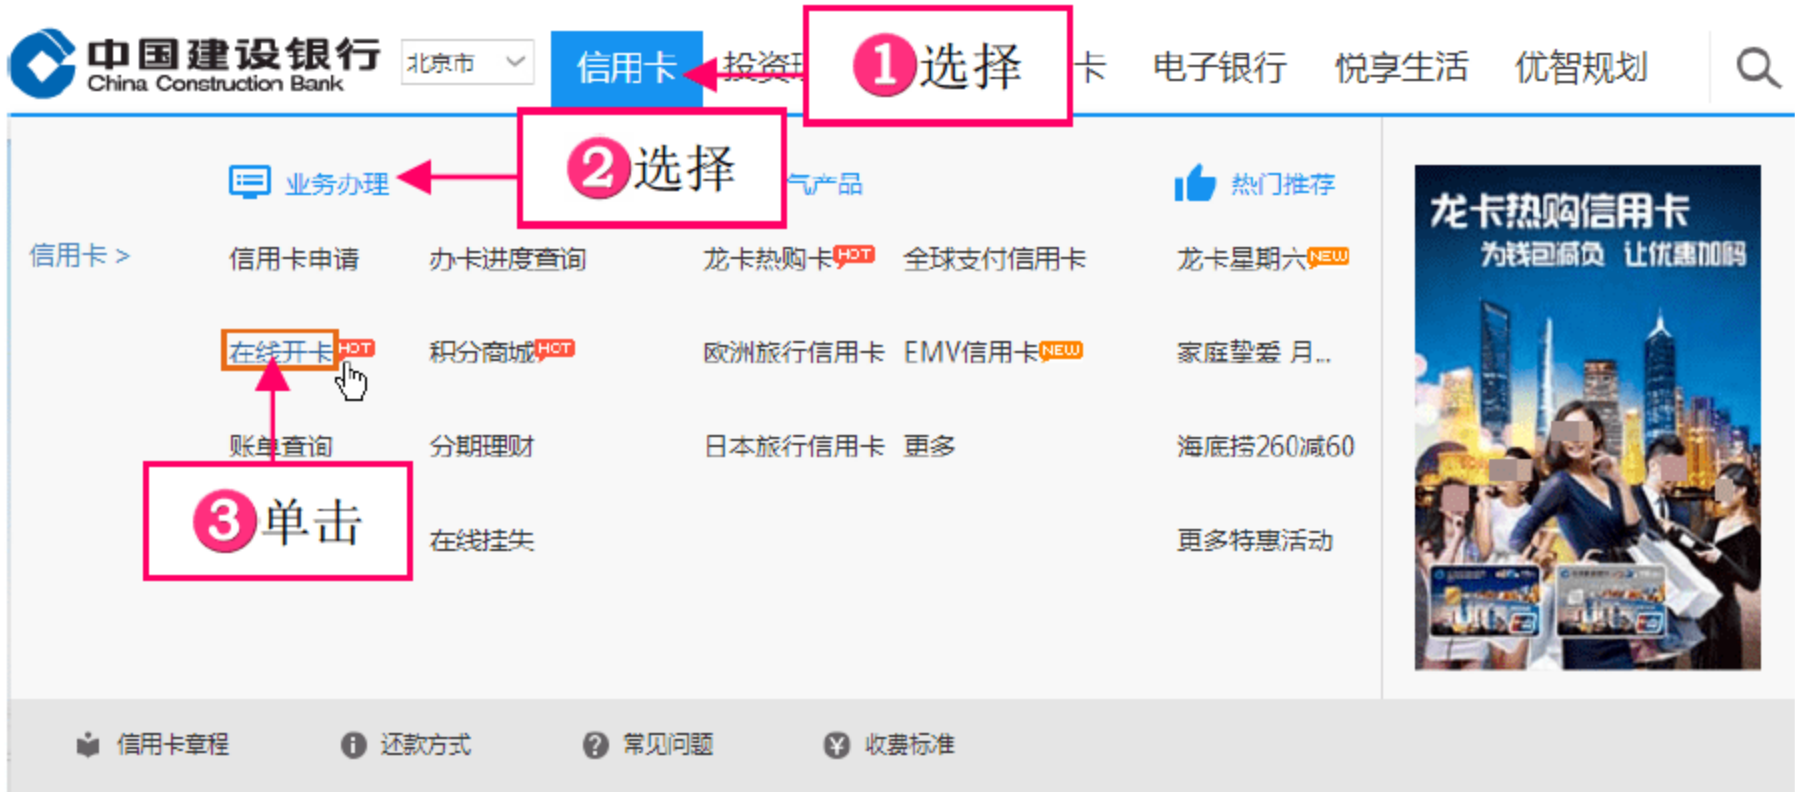 中国建设银行
China Construction Bank
北京市
信用卡
投资
卡
电子银行
悦享生活
优智规划
1选择
2选择
业务办理
气产品
热门推荐
信用卡 >
信用卡申请
办卡进度查询
龙卡热购卡HOT
全球支付信用卡
龙卡星期六NEW
在线开卡HOT
积分商城HOT
欧洲旅行信用卡
EMV信用卡NEW
家庭挚爱 月...
账单查询
分期理财
日本旅行信用卡
更多
海底捞260减60
3单击
在线挂失
更多特惠活动
龙卡热购信用卡
为钱包减负 让优惠加码
信用卡章程
还款方式
常见问题
收费标准